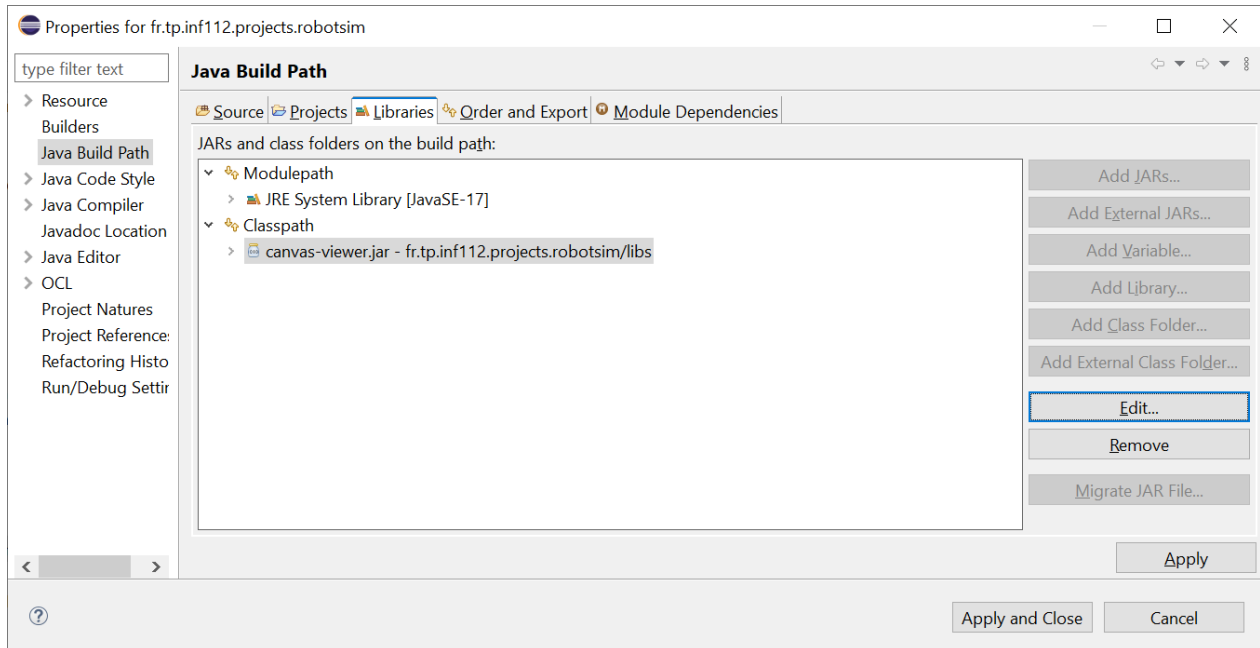 Properties for fr.tp.inf112.projects.robotsim
type filter text
Resource
Builders
Java Build Path
Java Code Style
Java Compiler
Javadoc Location
Java Editor
OCL
Project Natures
Project References
Refactoring Histo
Run/Debug Settin
Java Build Path
Source
Projects
Libraries
Order and Export
Module Dependencies
JARs and class folders on the build path:
Modulepath
JRE System Library [JavaSE-17]
Classpath
canvas-viewer.jar - fr.tp.inf112.projects.robotsim/libs
Add JARs...
Add External JARs...
Add Variable...
Add Library...
Add Class Folder...
Add External Class Folder...
Edit...
Remove
Migrate JAR File...
Apply
?
Apply and Close
Cancel